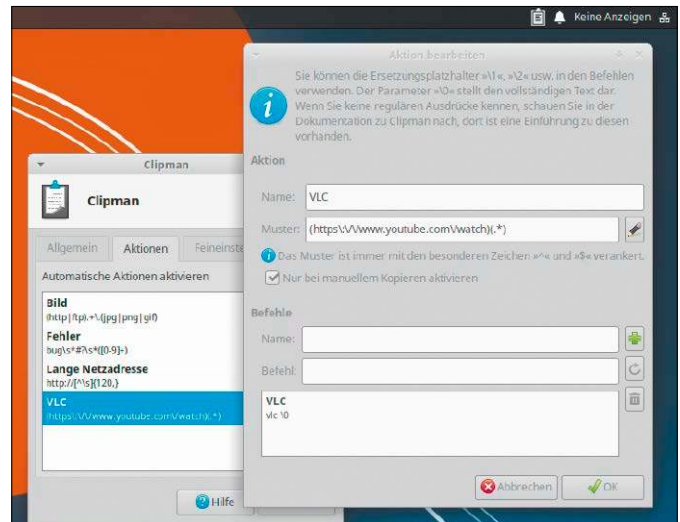 Keine Anzeigen
Clipman
Clipman
Allgemein
Aktionen
Feineinste
Automatische Aktionen aktivieren
Bild
(http|ftp).+\.(jpg|png|gif)
Fehler
bug\s*#?\s*([0-9]+)
Lange Netzadresse
http://[^\s]{120,}
VLC
(https\:\/\/www.youtube.com\/watch)(.*)
Hilfe
Aktion bearbeiten
Sie können die Ersetzungsplatzhalter »\1«, »\2« usw. in den Befehlen
verwenden. Der Parameter »\0« stellt den vollständigen Text dar.
Wenn Sie keine regulären Ausdrücke kennen, schauen Sie in der
Dokumentation zu Clipman nach, dort ist eine Einführung zu diesen
vorhanden.
Aktion
Name: VLC
Muster: (https\:\/\/www.youtube.com\/watch)(.*)
Das Muster ist immer mit den besonderen Zeichen »^« und »$« verankert.
Nur bei manuellem Kopieren aktivieren
Befehle
Name:
Befehl:
VLC
vlc \0
Abbrechen
OK